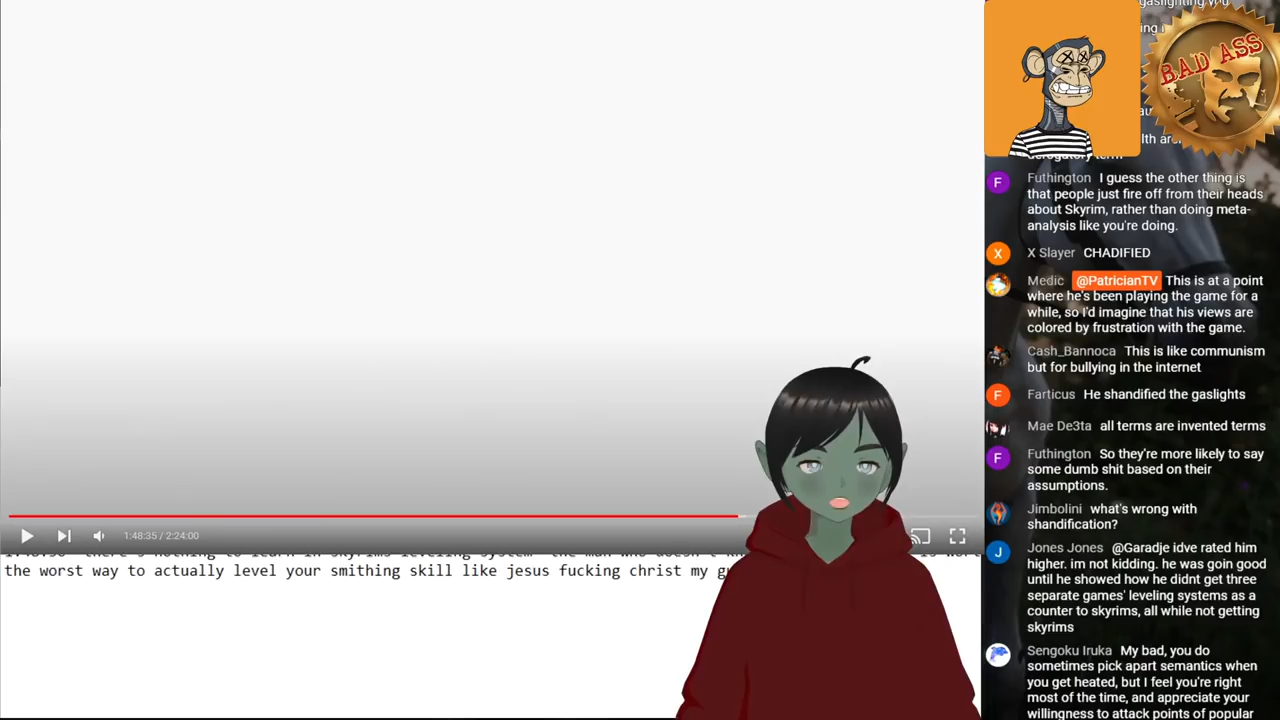 1:48:35 / 2:24:00
the worst way to actually level your smithing skill like jesus fucking christ my
gaslighting you
BAD ASS
derogatory term
F
Futhington I guess the other thing is
that people just fire off from their heads
about Skyrim, rather than doing meta-
analysis like you're doing.
X
X Slayer CHADIFIED
Medic @PatricianTV This is at a point
where he's been playing the game for a
while, so I'd imagine that his views are
colored by frustration with the game.
Cash_Bannoca This is like communism
but for bullying in the internet
F
Farticus He shandified the gaslights
Mae De3ta all terms are invented terms
F
Futhington So they're more likely to say
some dumb shit based on their
assumptions.
Jimbolini what's wrong with
shandification?
J
Jones Jones @Garadje idve rated him
higher. im not kidding. he was goin good
until he showed how he didnt get three
separate games' leveling systems as a
counter to skyrims, all while not getting
skyrims
Sengoku Iruka My bad, you do
sometimes pick apart semantics when
you get heated, but I feel you're right
most of the time, and appreciate your
willingness to attack points of popular